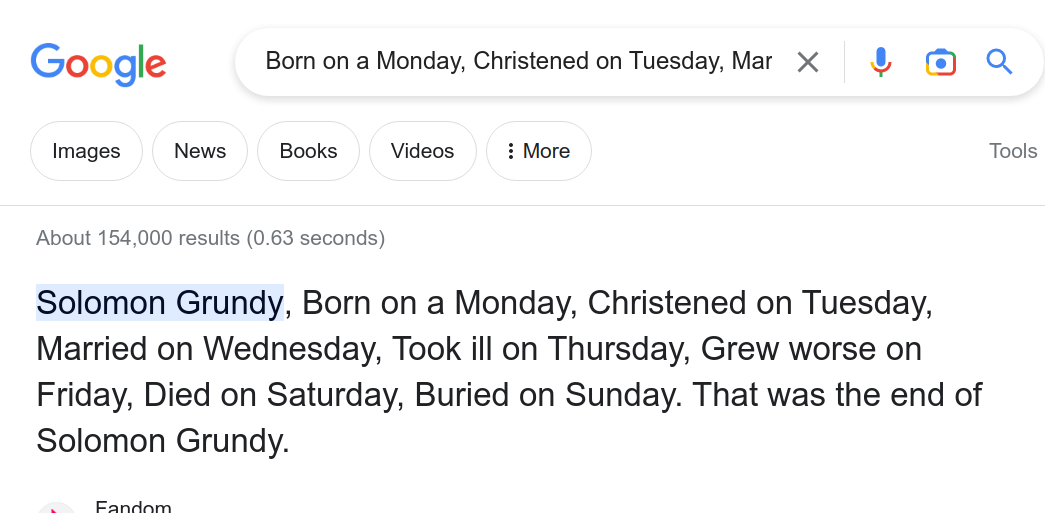 Google
Born on a Monday, Christened on Tuesday, Mar
Images
News
Books
Videos
More
Tools
About 154,000 results (0.63 seconds)
Solomon Grundy, Born on a Monday, Christened on Tuesday,
Married on Wednesday, Took ill on Thursday, Grew worse on
Friday, Died on Saturday, Buried on Sunday. That was the end of
Solomon Grundy.
Fandom